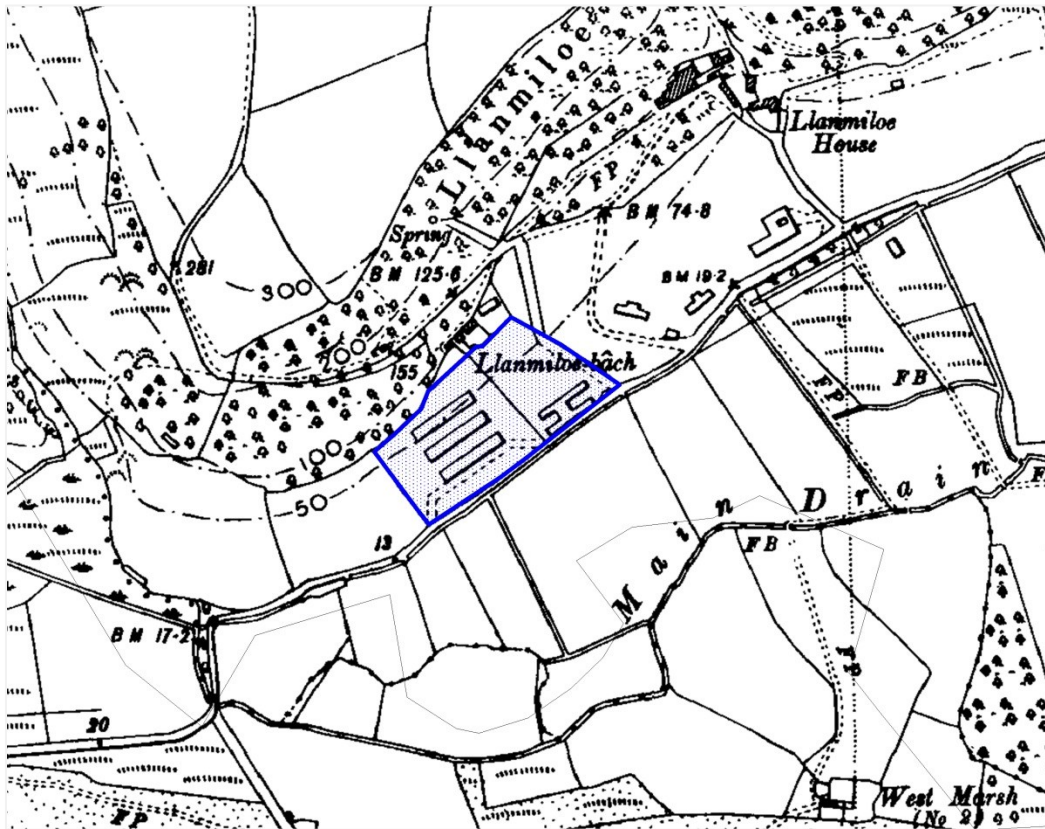 Llanmiloe
Llanmiloe
House
FP
BM 74·8
Spring
BM 125·6
281
BM 19·2
300
200
155
Llanmiloe-bâch
FP
FB
100
50
13
Main Drain
FB
BM 17·2
FP
20
West Marsh
(No 2)
FP